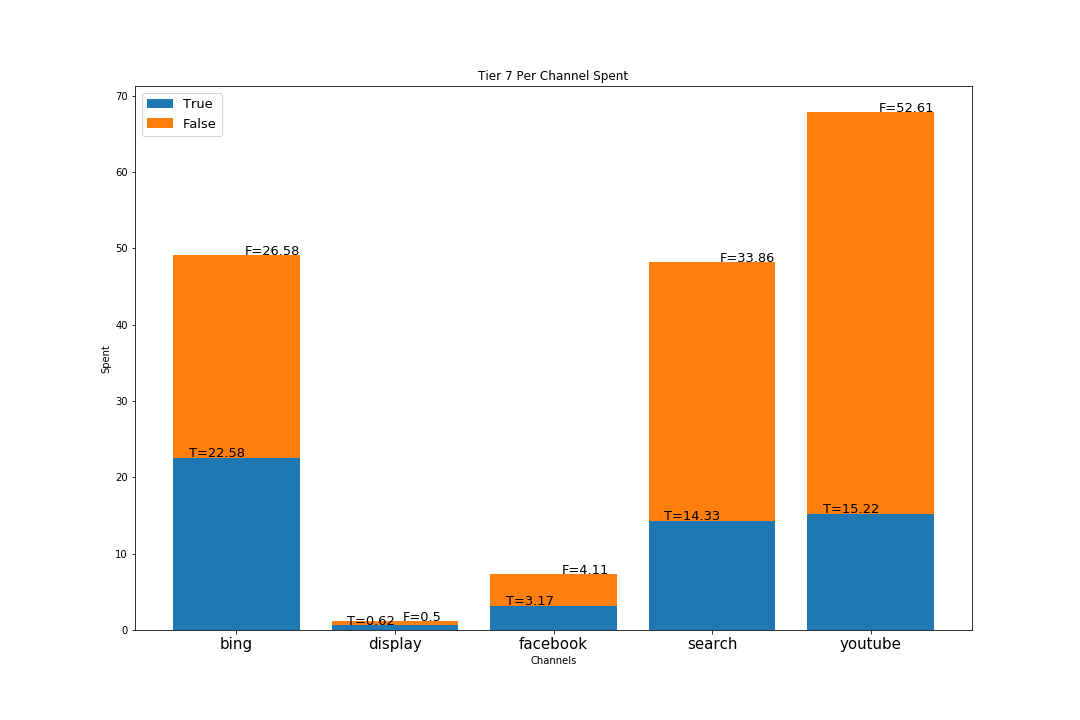 Tier 7 Per Channel Spent
True
False
70
60
50
40
30
20
10
0
Spent
F=26.58
T=22.58
T=0.62
F=0.5
F=4.11
T=3.17
F=33.86
T=14.33
F=52.61
T=15.22
bing
display
facebook
search
youtube
Channels